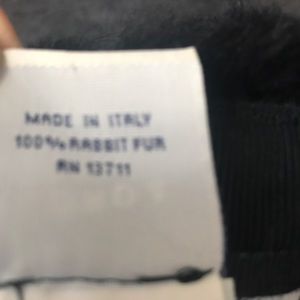 MADE IN ITALY
100% RABBIT FUR
RN 13711